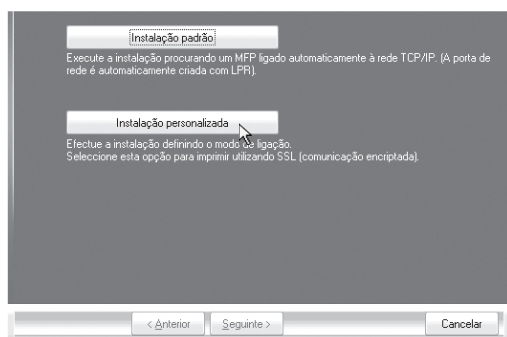 Instalação padrão
Execute a instalação procurando um MFP ligado automaticamente à rede TCP/IP. (A porta de
rede é automaticamente criada com LPR).
Instalação personalizada
Efectue a instalação definindo o modo de ligação.
Seleccione esta opção para imprimir utilizando SSL (comunicação encriptada).
< Anterior
Seguinte >
Cancelar